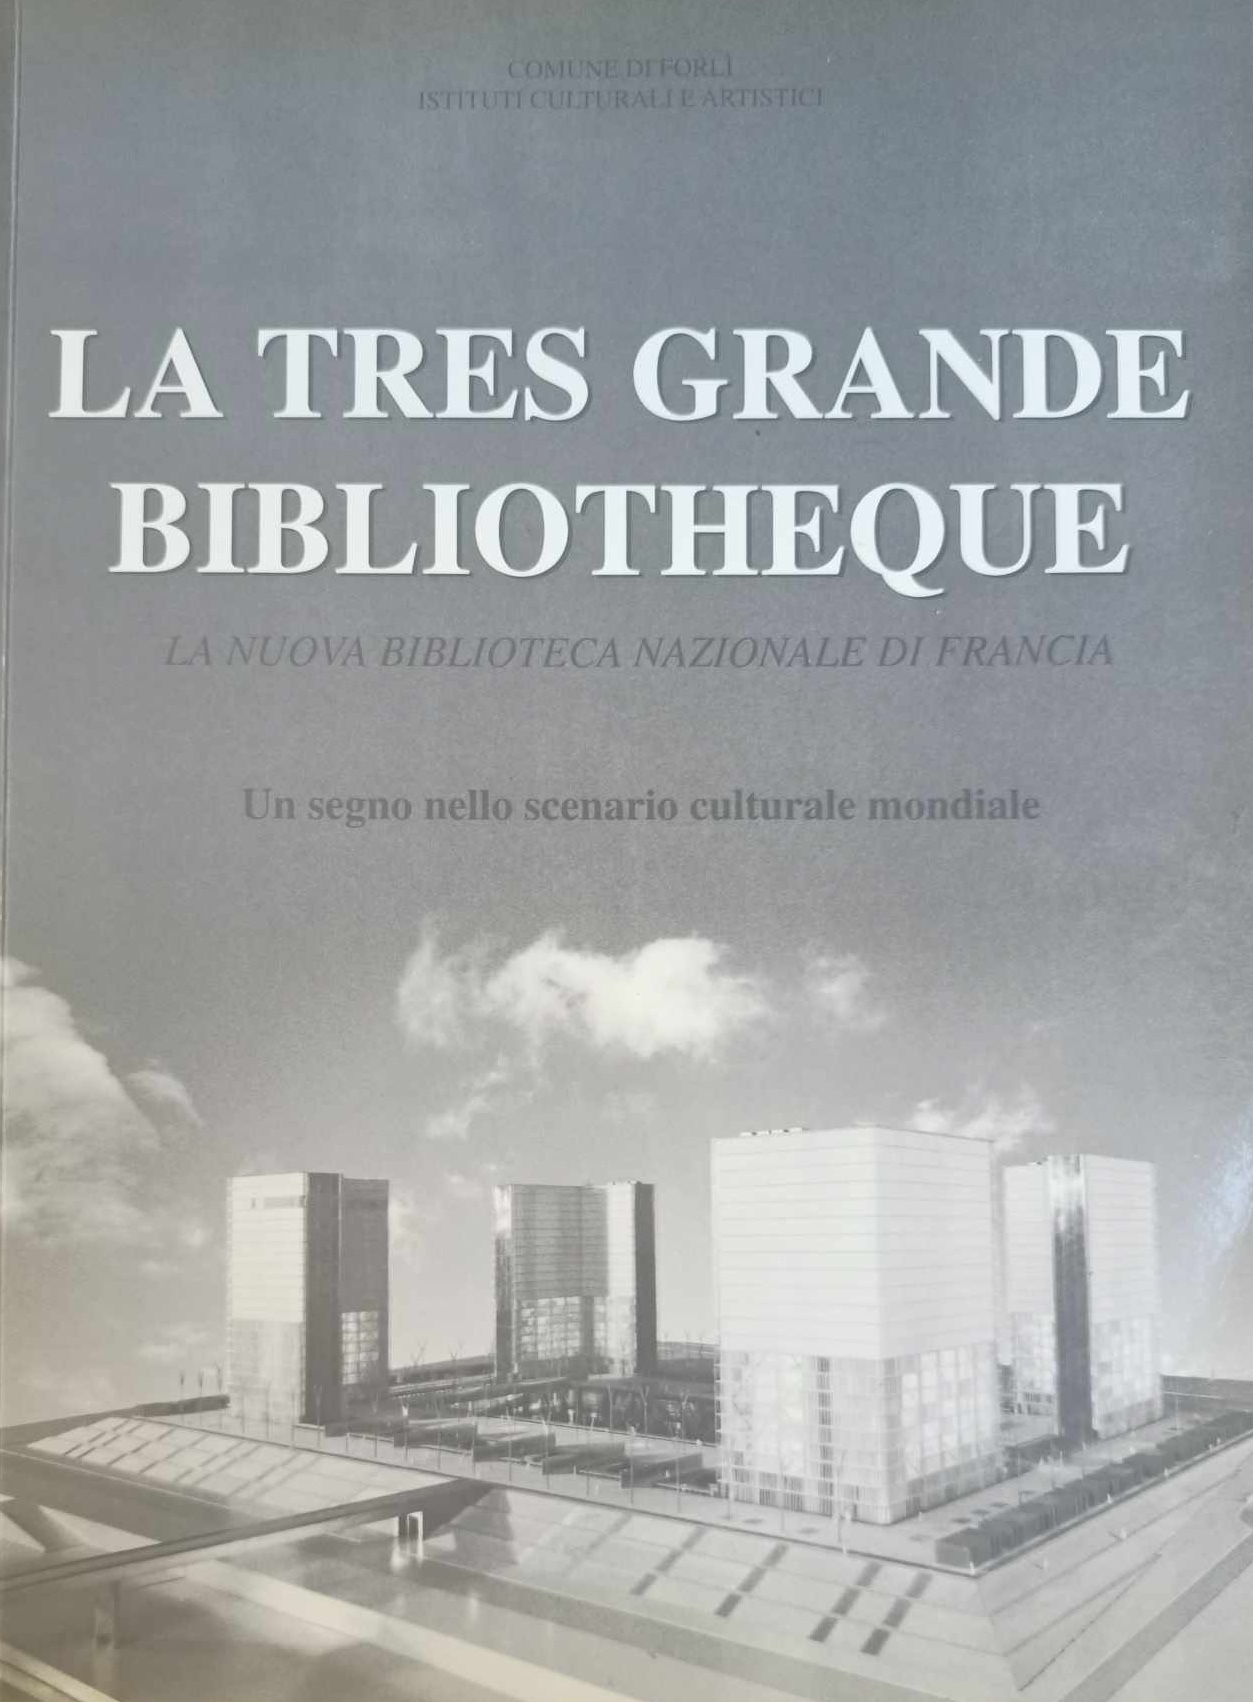 COMUNE DI FORLÌ
ISTITUTI CULTURALI E ARTISTICI
LA TRES GRANDE
BIBLIOTHEQUE
LA NUOVA BIBLIOTECA NAZIONALE DI FRANCIA
Un segno nello scenario culturale mondiale